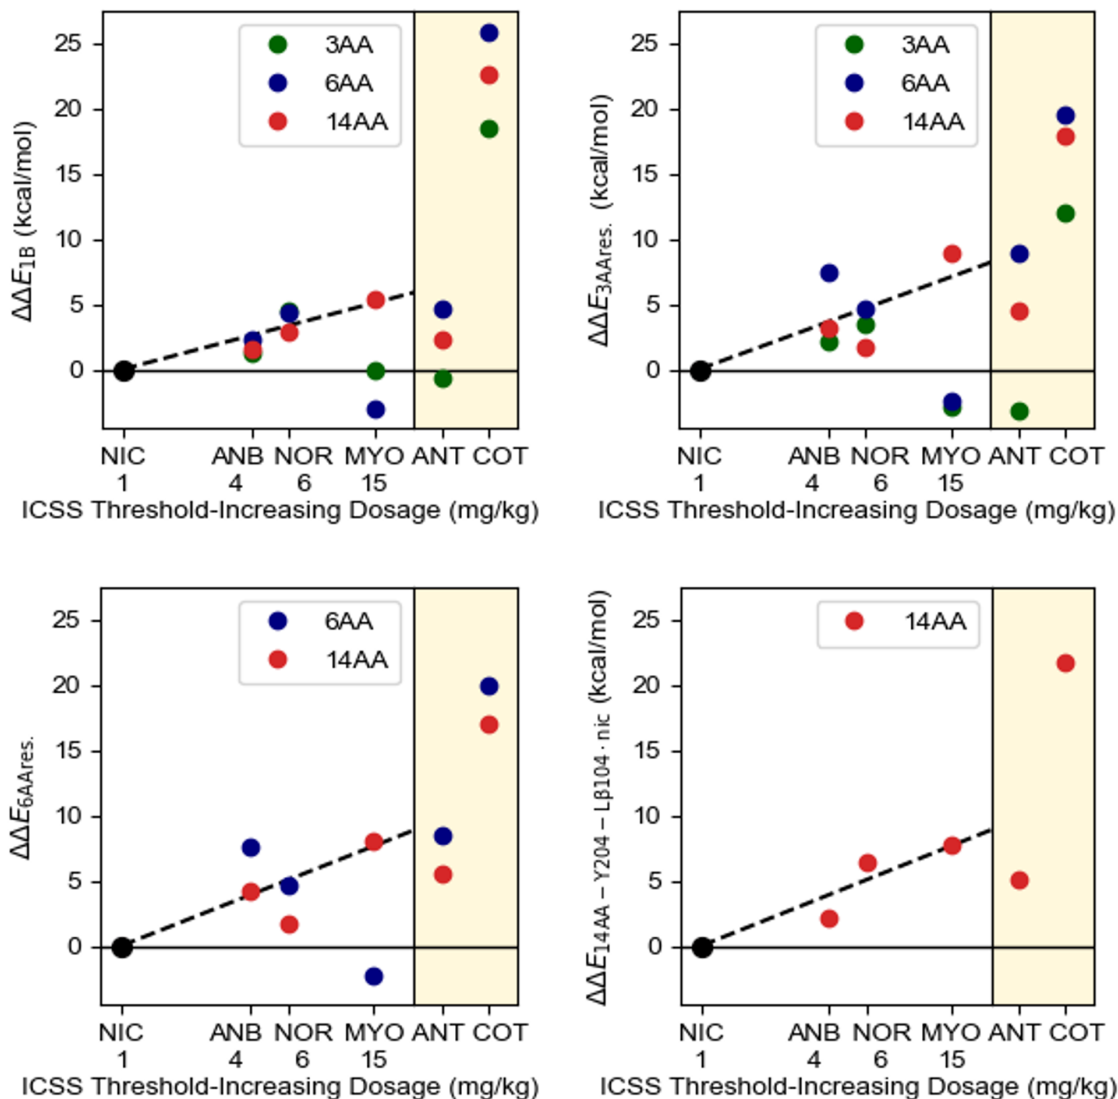 ΔΔE1B (kcal/mol)
25
20
15
10
5
0
3AA
6AA
14AA
NIC ANB NOR MYO ANT COT
1 4 6 15
ICSS Threshold-Increasing Dosage (mg/kg)
ΔΔE3AAres. (kcal/mol)
25
20
15
10
5
0
3AA
6AA
14AA
NIC ANB NOR MYO ANT COT
1 4 6 15
ICSS Threshold-Increasing Dosage (mg/kg)
ΔΔE6AAres.
25
20
15
10
5
0
6AA
14AA
NIC ANB NOR MYO ANT COT
1 4 6 15
ICSS Threshold-Increasing Dosage (mg/kg)
ΔΔE14AA − Y204 − Lβ104 · nic (kcal/mol)
25
20
15
10
5
0
14AA
NIC ANB NOR MYO ANT COT
1 4 6 15
ICSS Threshold-Increasing Dosage (mg/kg)